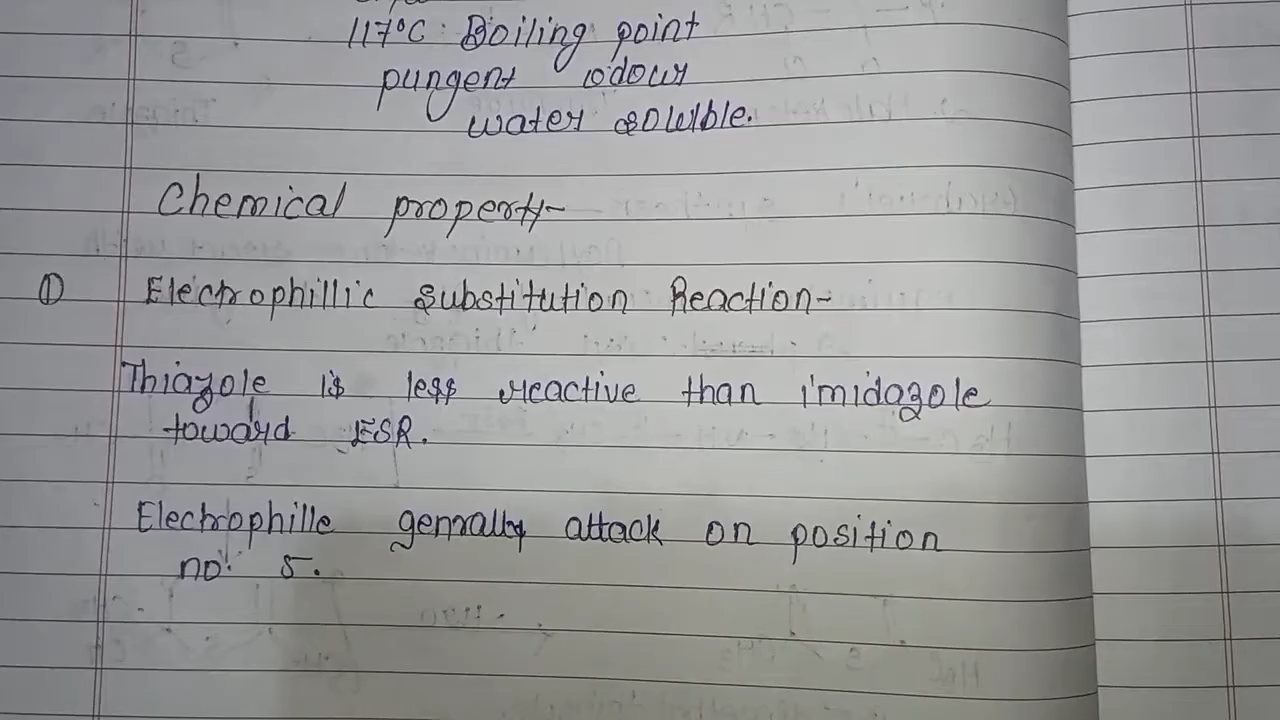 117°C Boiling point
pungent odour
water soluble.
Chemical property-
① Electrophillic Substitution Reaction-
Thiazole is less reactive than imidazole
toward ESR.
Electrophille genrally attack on position
no. 5.